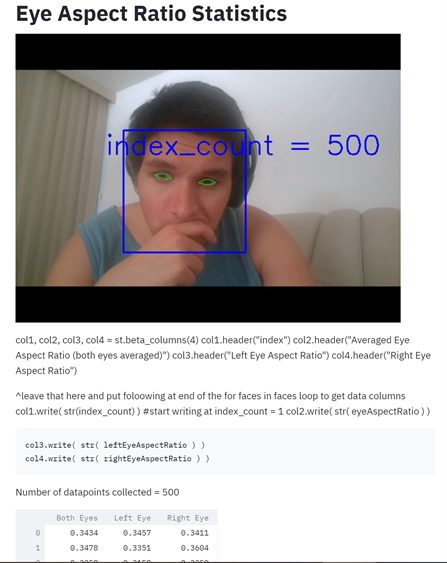 Eye Aspect Ratio Statistics
index_count = 500
col1, col2, col3, col4 = st.beta_columns(4) col1.header("index") col2.header("Averaged Eye
Aspect Ratio (both eyes averaged)") col3.header("Left Eye Aspect Ratio") col4.header("Right Eye
Aspect Ratio")
^leave that here and put foloowing at end of the for faces in faces loop to get data columns
col1.write( str(index_count) ) #start writing at index_count = 1 col2.write( str( eyeAspectRatio ) )
col3.write( str( leftEyeAspectRatio ) )
col4.write( str( rightEyeAspectRatio ) )
Number of datapoints collected = 500
Both Eyes Left Eye Right Eye
0 0.3434 0.3457 0.3411
1 0.3478 0.3351 0.3604